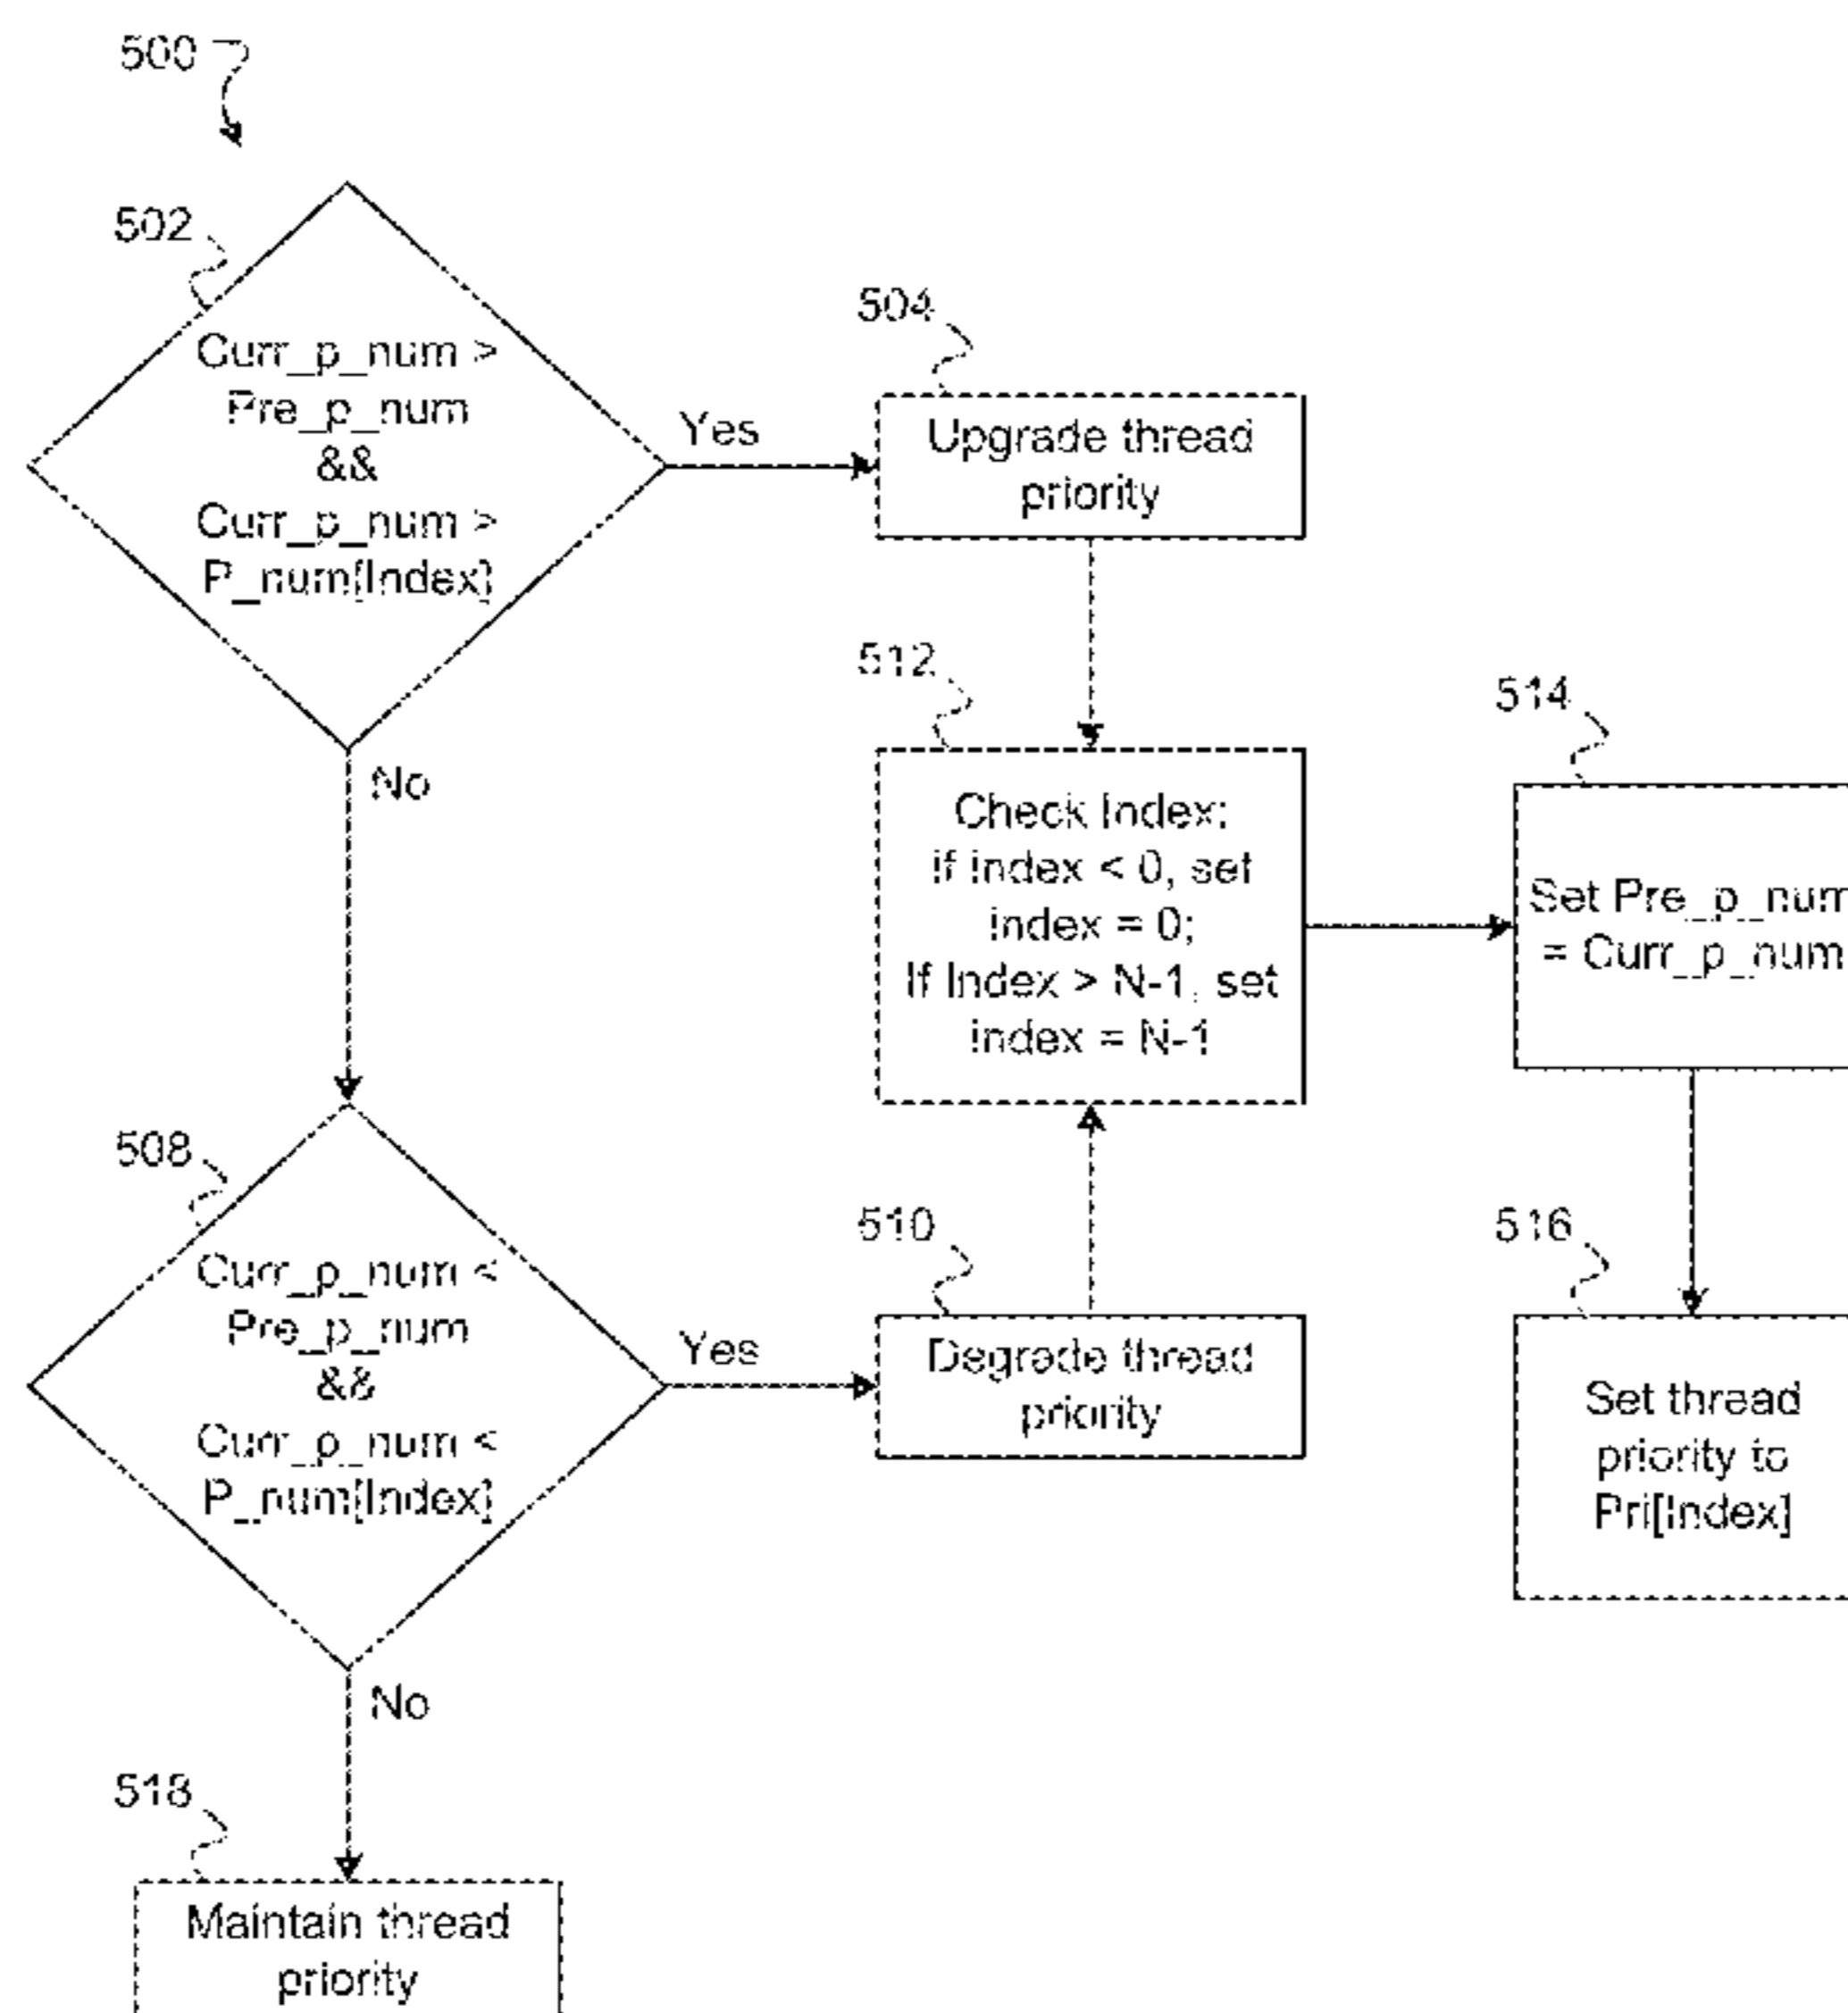 500
502
Curr_p_num >
Pre_p_num
&&
Curr_p_num >
P_num[Index]
Yes
504
Upgrade thread
priority
No
512
Check Index:
If Index < 0, set
Index = 0;
If Index > N-1, set
Index = N-1
514
Set Pre_p_num
= Curr_p_num
508
Curr_p_num <
Pre_p_num
&&
Curr_p_num <
P_num[Index]
Yes
510
Degrade thread
priority
516
Set thread
priority to
Pri[Index]
No
518
Maintain thread
priority